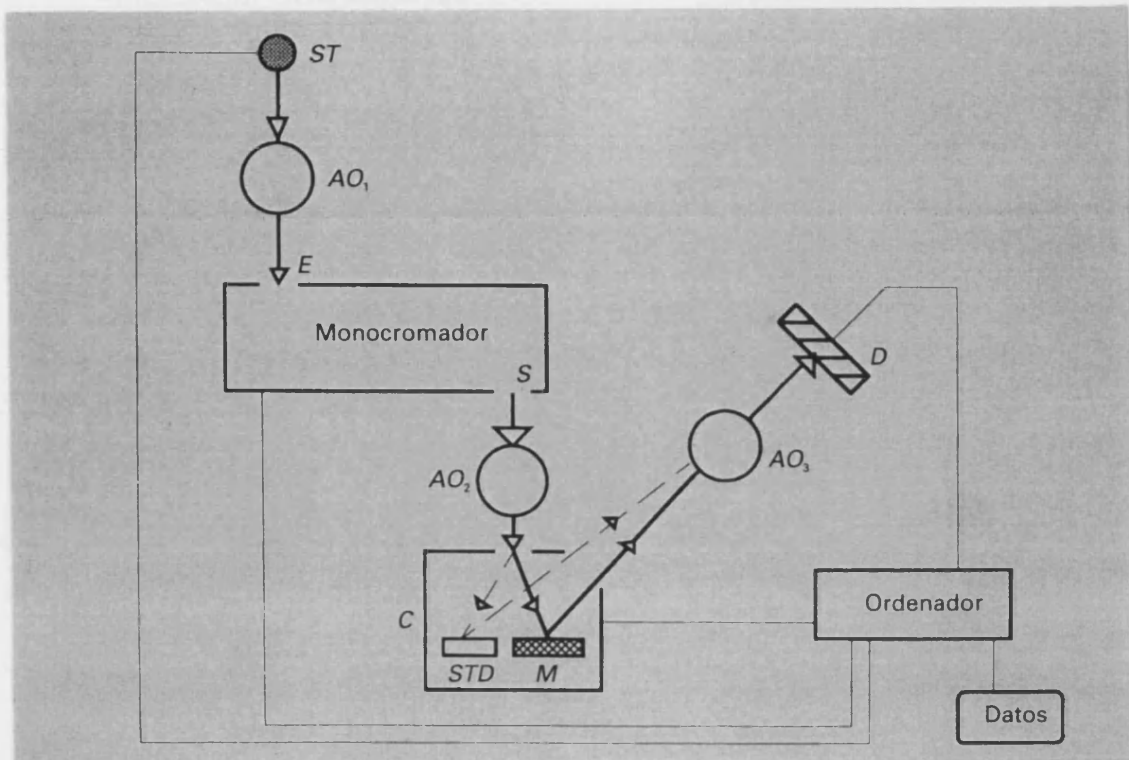 ST
AO₁
E
Monocromador
S
D
AO₂
AO₃
C
Ordenador
STD M
Datos